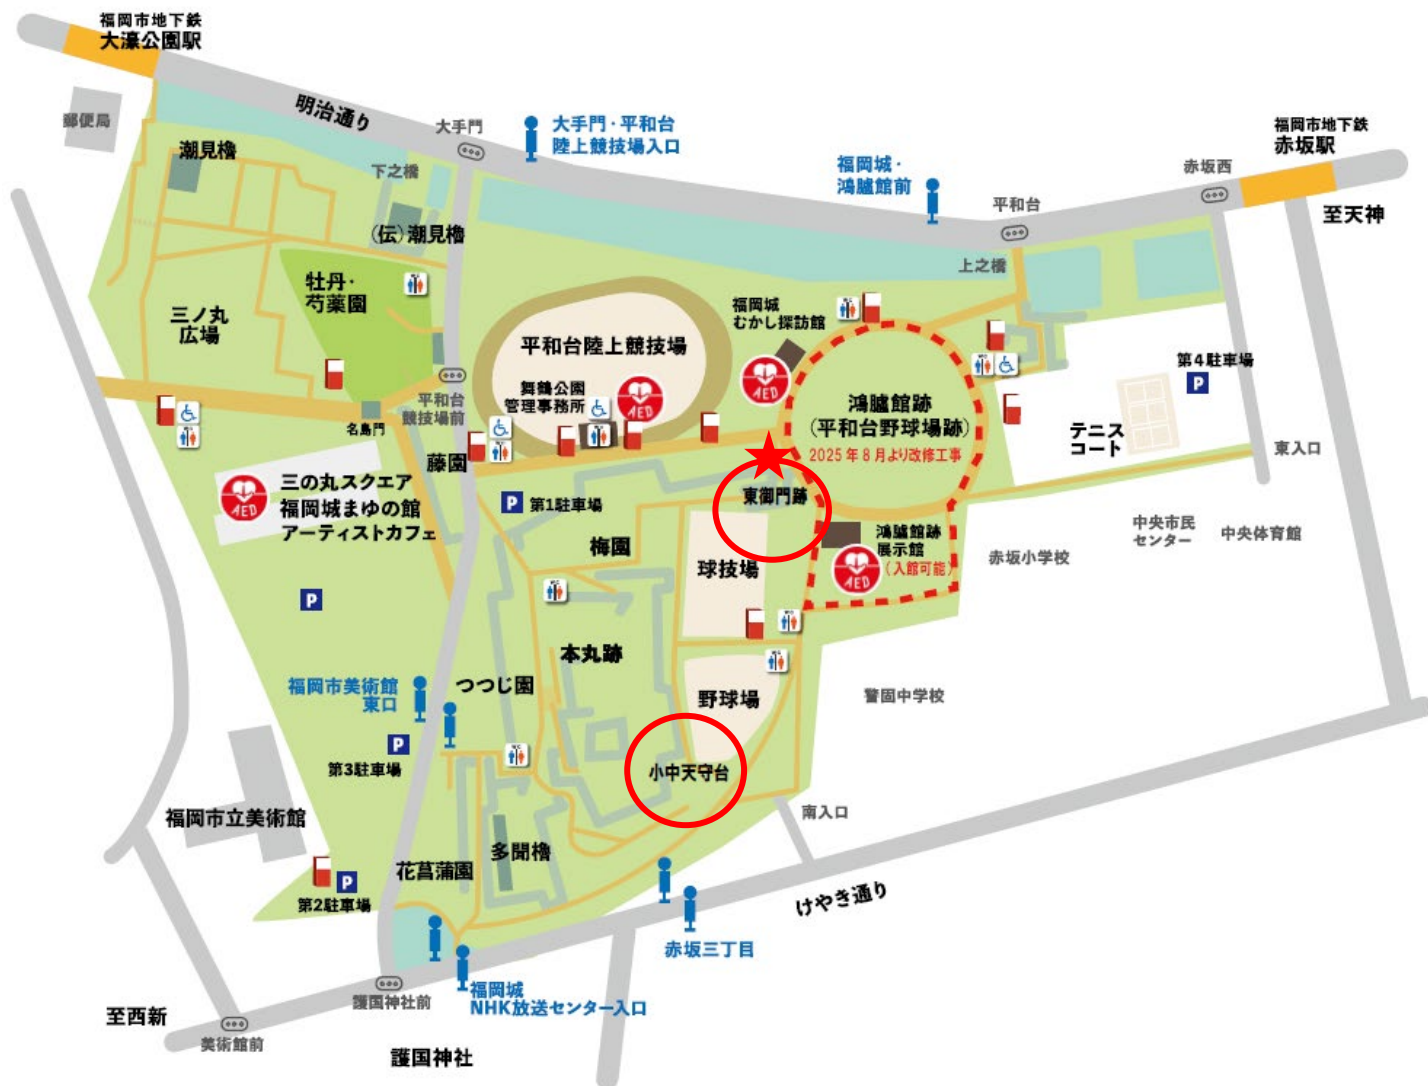 福岡市地下鉄
大濠公園駅
明治通り
郵便局
潮見櫓
大手門
下之橋
大手門・平和台
陸上競技場入口
福岡城・
鴻臚館前
平和台
上之橋
赤坂西
福岡市地下鉄
赤坂駅
至天神
(伝)潮見櫓
牡丹・
芍薬園
三ノ丸
広場
平和台陸上競技場
舞鶴公園
管理事務所
AED
福岡城
むかし探訪館
AED
鴻臚館跡
(平和台野球場跡)
2025年8月より改修工事
第4駐車場
P
テニス
コート
東入口
平和台
競技場前
名島門
藤園
三の丸スクエア
福岡城まゆの館
アーティストカフェ
AED
P
第1駐車場
東御門跡
梅園
球技場
鴻臚館跡
展示館
(入館可能)
AED
赤坂小学校
中央市民
センター
中央体育館
P
本丸跡
つつじ園
福岡市美術館
東口
野球場
警固中学校
P
第3駐車場
小中天守台
南入口
福岡市立美術館
多聞櫓
花菖蒲園
P
第2駐車場
けやき通り
赤坂三丁目
福岡城
NHK放送センター入口
護国神社前
至西新
美術館前
護国神社